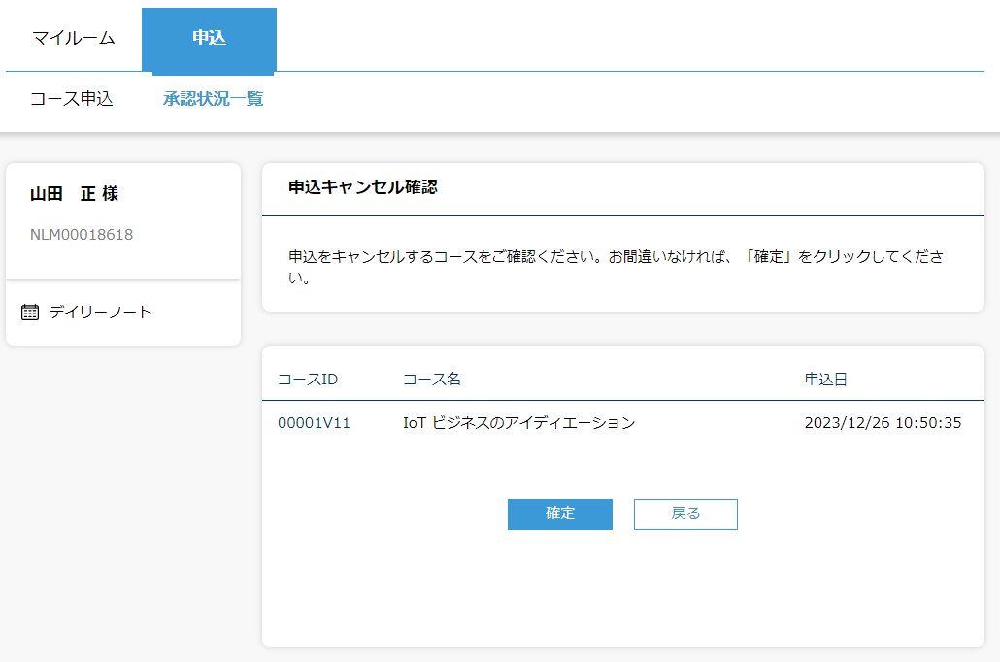 マイルーム
申込
コース申込
承認状況一覧
山田　正 様
NLM00018618
デイリーノート
申込キャンセル確認
申込をキャンセルするコースをご確認ください。お間違いなければ、「確定」をクリックしてくださ
い。
コースID コース名 申込日
00001V11 IoT ビジネスのアイディエーション 2023/12/26 10:50:35
確定
戻る